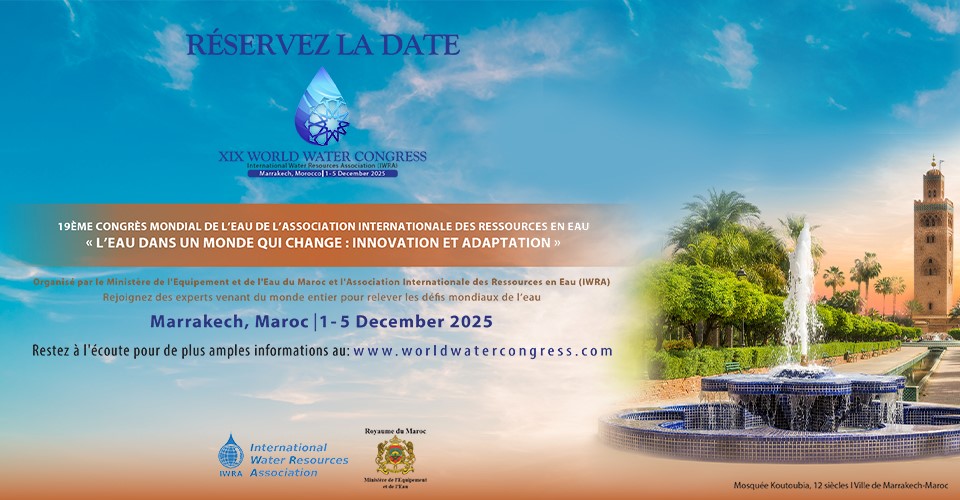 RÉSERVEZ LA DATE
XIX WORLD WATER CONGRESS
International Water Resources Association (IWRA)
Marrakech, Morocco | 1 - 5 December 2025
19ÈME CONGRÈS MONDIAL DE L'EAU DE L'ASSOCIATION INTERNATIONALE DES RESSOURCES EN EAU
« L'EAU DANS UN MONDE QUI CHANGE : INNOVATION ET ADAPTATION »
Organisé par le Ministère de l'Equipement et de l'Eau du Maroc et l'Association Internationale des Ressources en Eau (IWRA)
Rejoignez des experts venant du monde entier pour relever les défis mondiaux de l'eau
Marrakech, Maroc | 1 - 5 December 2025
Restez à l'écoute pour de plus amples informations au: www.worldwatercongress.com
IWRA
International
Water Resources
Association
Royaume du Maroc
Ministère de l'Equipement
et de l'Eau
Mosquée Koutoubia, 12 siècles I Ville de Marrakech-Maroc